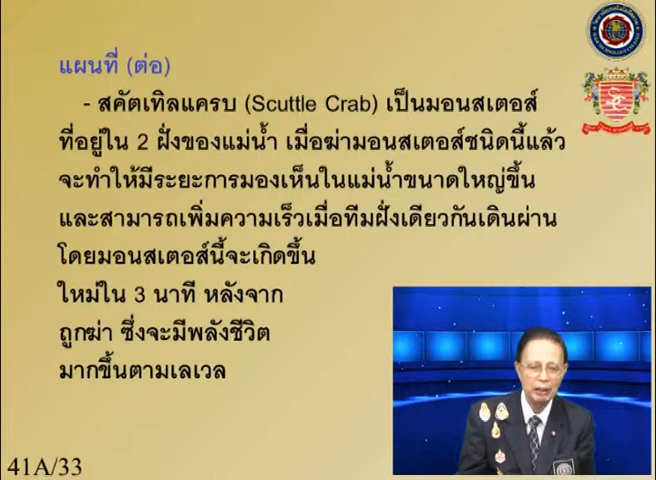 แผนที่ (ต่อ)
- สคัตเทิลแครบ (Scuttle Crab) เป็นมอนสเตอส์
ที่อยู่ใน 2 ฝั่งของแม่น้ำ เมื่อฆ่ามอนสเตอส์ชนิดนี้แล้ว
จะทำให้มีระยะการมองเห็นในแม่น้ำขนาดใหญ่ขึ้น
และสามารถเพิ่มความเร็วเมื่อทีมฝั่งเดียวกันเดินผ่าน
โดยมอนสเตอส์นี้จะเกิดขึ้น
ใหม่ใน 3 นาที หลังจาก
ถูกฆ่า ซึ่งจะมีพลังชีวิต
มากขึ้นตามเลเวล
41A/33